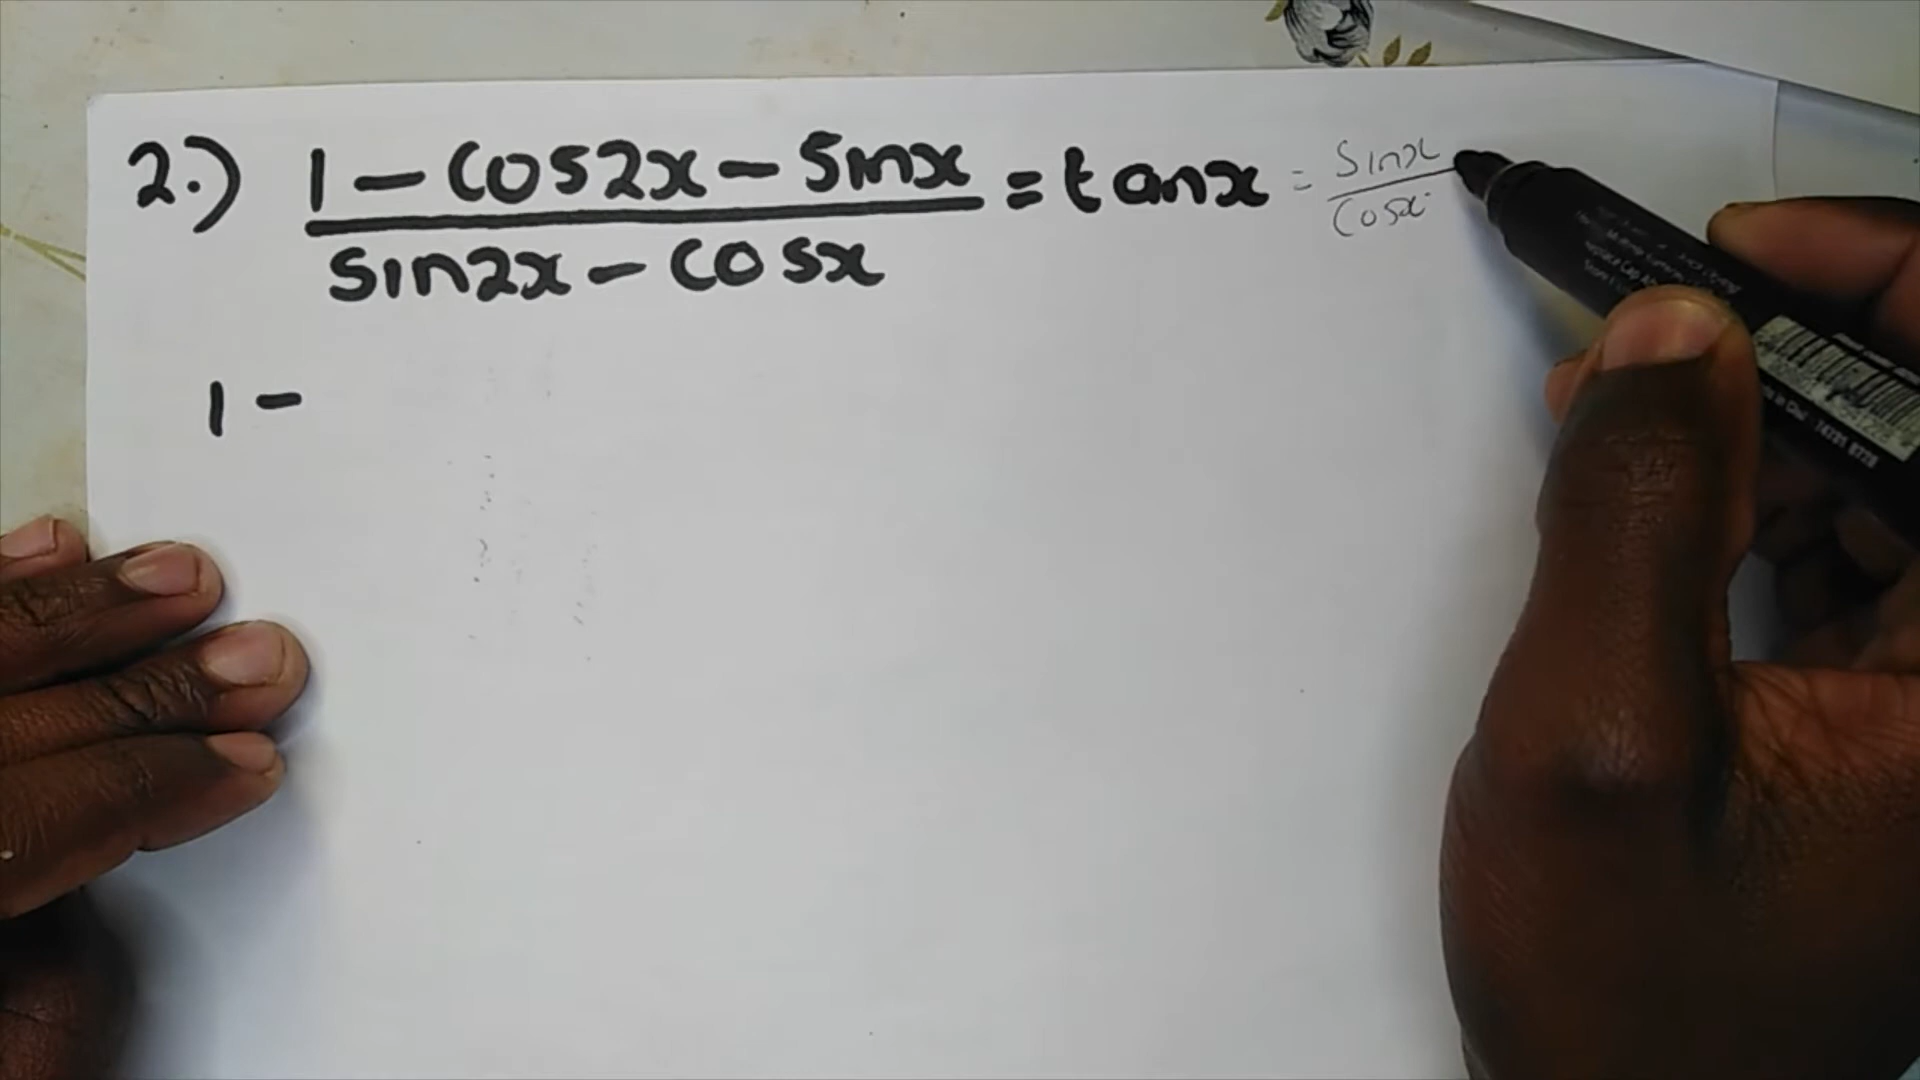 2.) 1 - cos2x - sinx = tanx = sinx
sin2x - cosx cosx
1 -